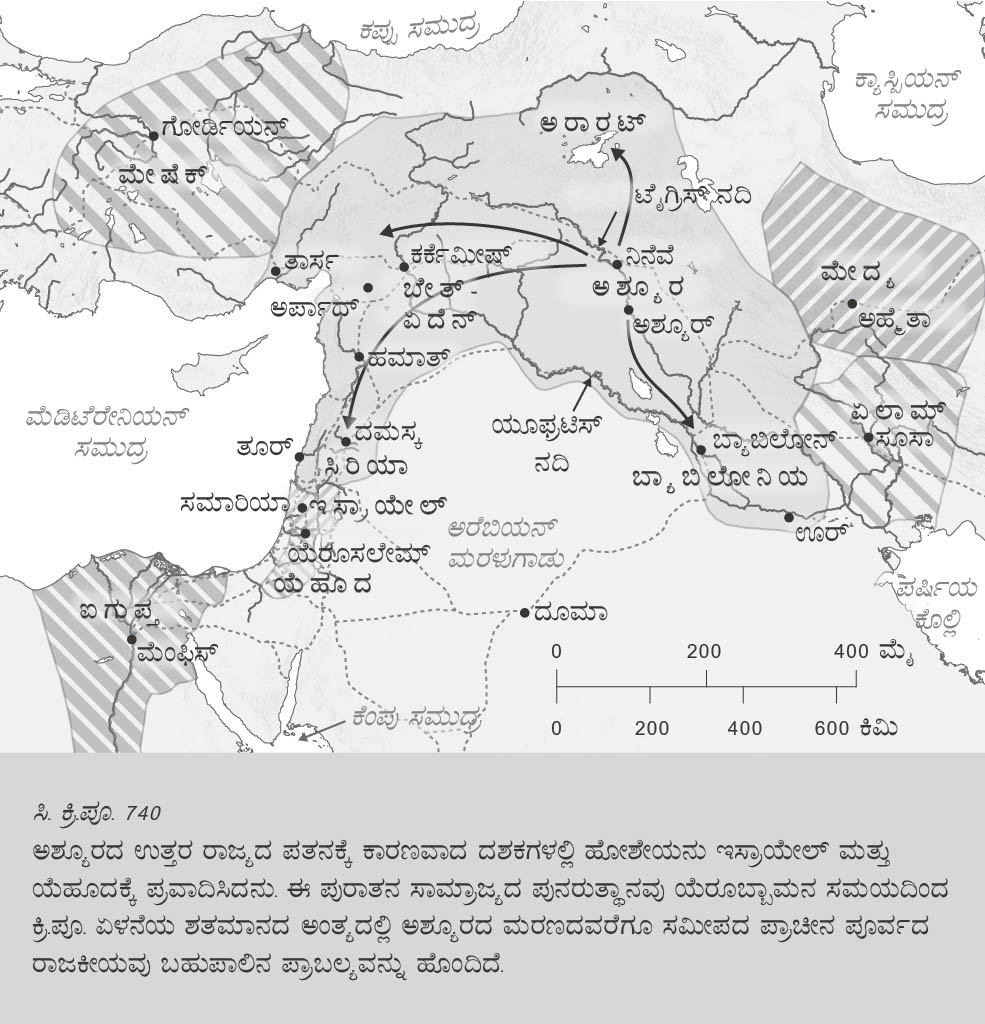 ಕಪ್ಪು ಸಮುದ್ರ
ಕ್ಯಾಸ್ಪಿಯನ್
ಸಮುದ್ರ
ಗೋರ್ಡಿಯನ್
ಮೇಷೆಕ್
ಅರಾರಟ್
ಟೈಗ್ರಿಸ್ ನದಿ
ತಾರ್ಸ
ಕರ್ಕೆಮೀಷ್
ನಿನೆವೆ
ಅಶ್ಯೂರ
ಮೇದ್ಯ
ಅರ್ಪಾಥ್
ಬೇತ್-
ಏದೆನ್
ಅಶ್ಯೂರ್
ಅಹ್ಮೆತಾ
ಹಮಾತ್
ಮೆಡಿಟೆರೇನಿಯನ್
ಸಮುದ್ರ
ಯೂಫ್ರಟಿಸ್
ನದಿ
ಏಲಾಮ್
ಸೂಸಾ
ದಮಸ್ಕ
ತೂರ್
ಸಿರಿಯಾ
ಬ್ಯಾಬಿಲೋನ್
ಬ್ಯಾಬಿಲೋನಿಯ
ಸಮಾರಿಯಾ
ಇಸ್ರಾಯೇಲ್
ಅರೆಬಿಯನ್
ಮರಳುಗಾಡು
ಊರ್
ಯೆರೂಸಲೇಮ್
ಯೆಹೂದ
ಪರ್ಷಿಯ
ಕೊಲ್ಲಿ
ಐಗುಪ್ತ
ಮೆಂಫಿಸ್
ದೂಮಾ
0 200 400 ಮೈ
0 200 400 600 ಕಿಮಿ
ಕೆಂಪು ಸಮುದ್ರ
ಸಿ. ಕ್ರಿ.ಪೂ. 740
ಅಶ್ಯೂರದ ಉತ್ತರ ರಾಜ್ಯದ ಪತನಕ್ಕೆ ಕಾರಣವಾದ ದಶಕಗಳಲ್ಲಿ ಹೋಶೇಯನು ಇಸ್ರಾಯೇಲ್ ಮತ್ತು
ಯೆಹೂದಕ್ಕೆ ಪ್ರವಾದಿಸಿದನು. ಈ ಪುರಾತನ ಸಾಮ್ರಾಜ್ಯದ ಪುನರುತ್ಥಾನವು ಯೆರೂಬ್ಬಾಮನ ಸಮಯದಿಂದ
ಕ್ರಿ.ಪೂ. ಏಳನೆಯ ಶತಮಾನದ ಅಂತ್ಯದಲ್ಲಿ ಅಶ್ಯೂರದ ಮರಣದವರೆಗೂ ಸಮೀಪದ ಪ್ರಾಚೀನ ಪೂರ್ವದ
ರಾಜಕೀಯವು ಬಹುಪಾಲಿನ ಪ್ರಾಬಲ್ಯವನ್ನು ಹೊಂದಿದೆ.